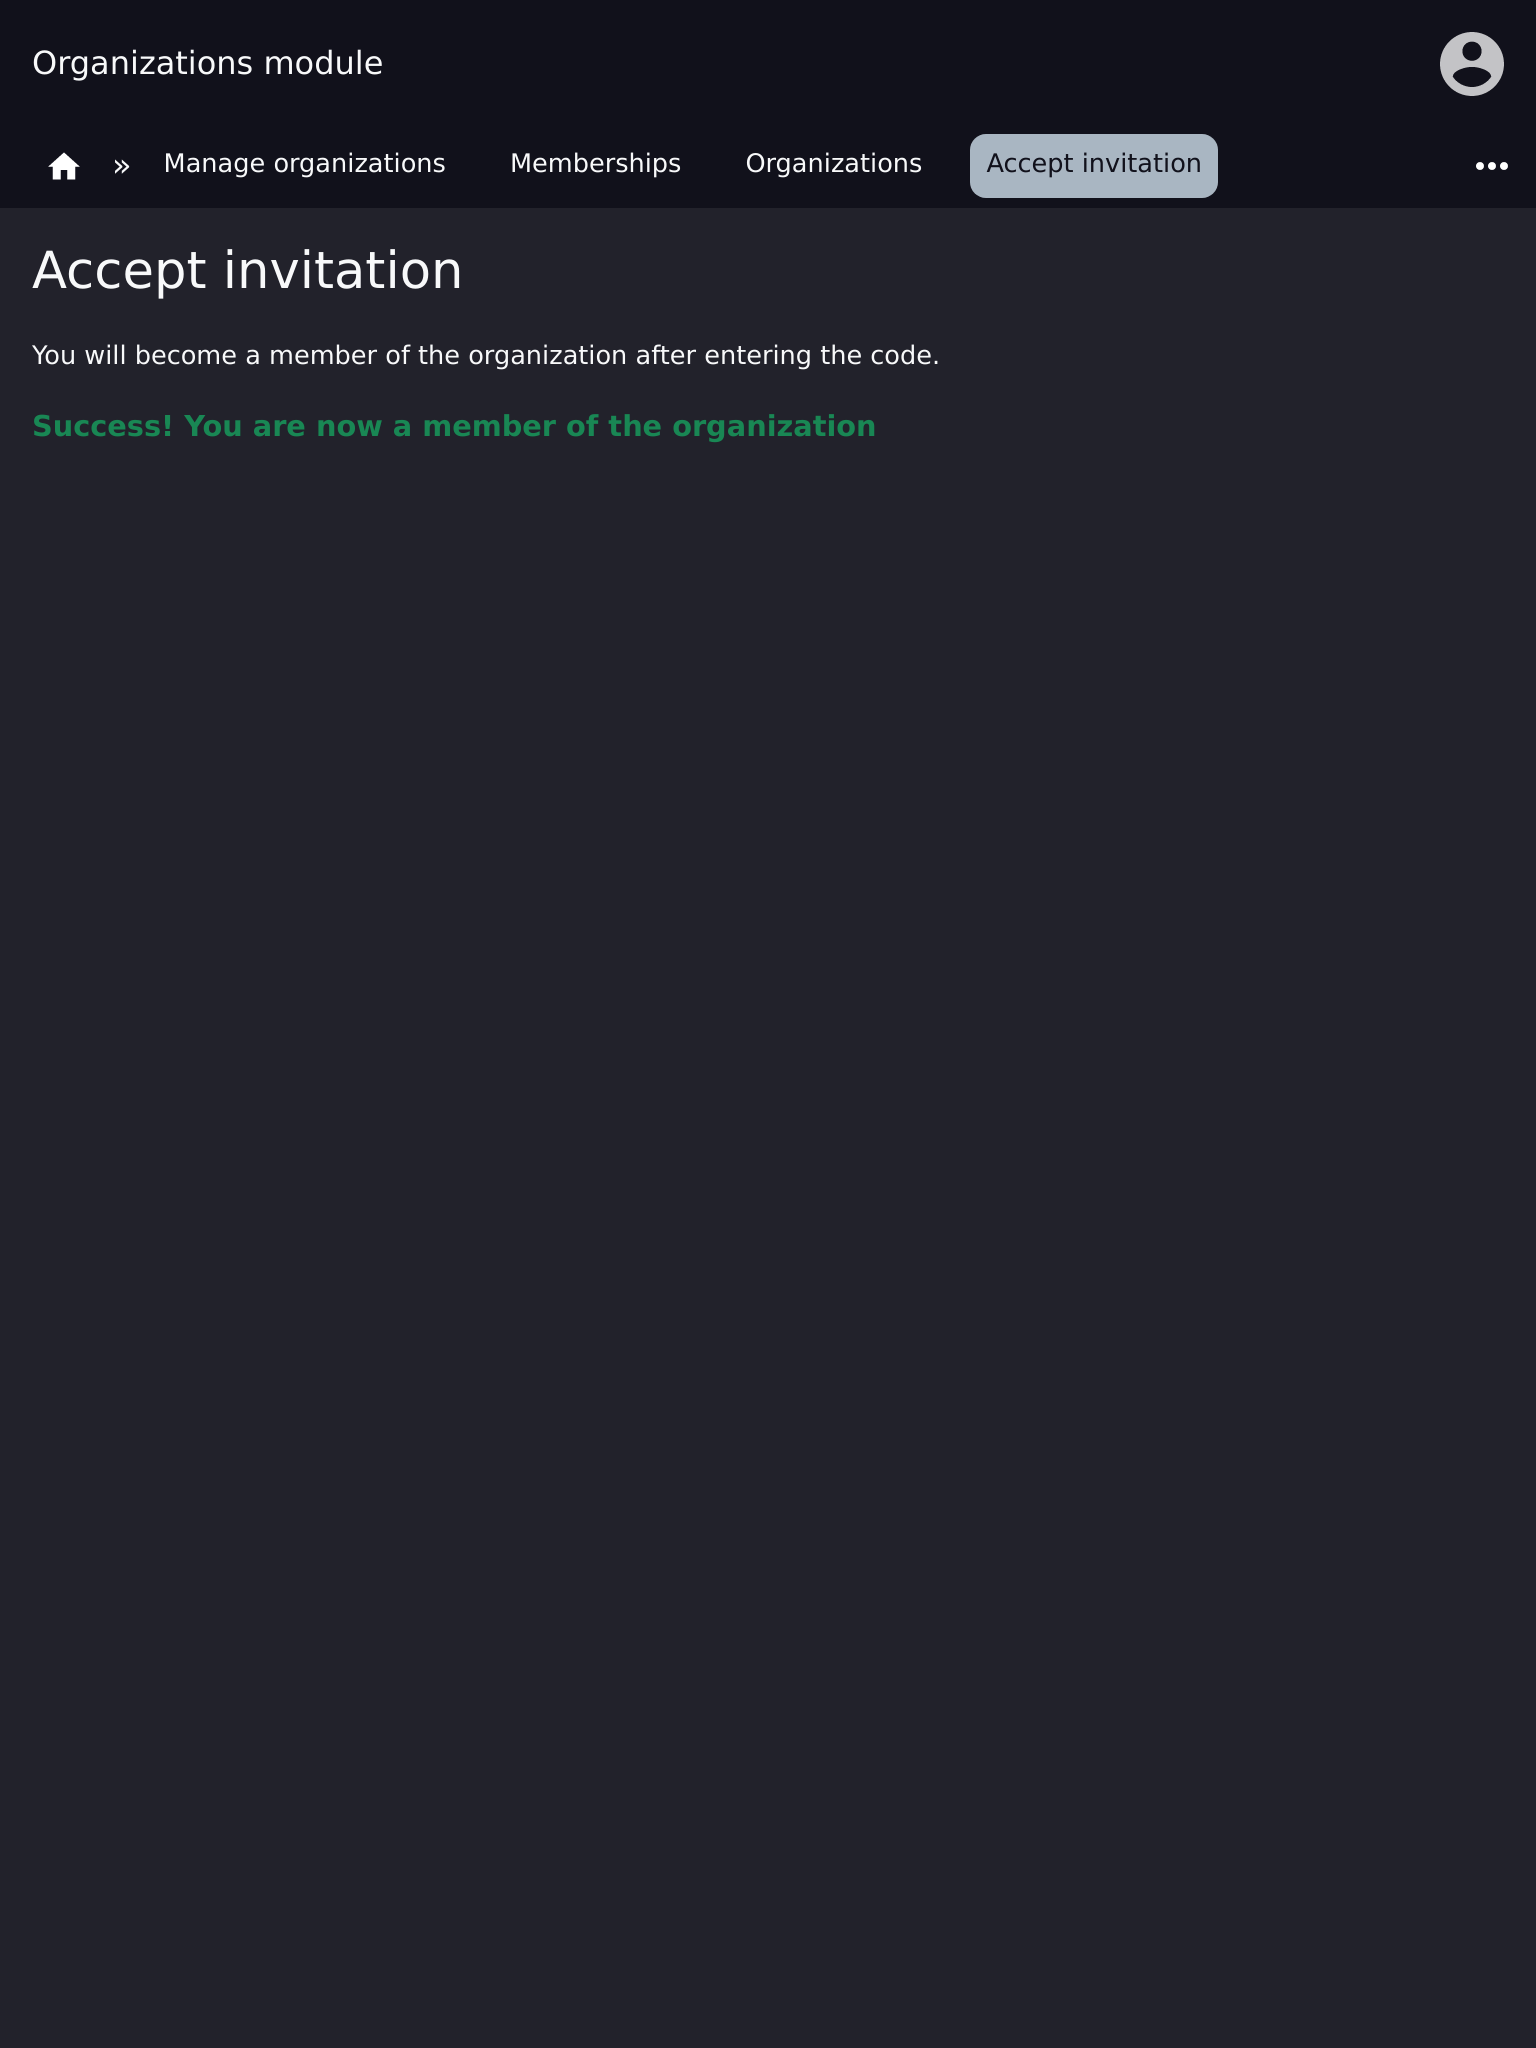 Organizations module
» Manage organizations Memberships Organizations Accept invitation
Accept invitation
You will become a member of the organization after entering the code.
Success! You are now a member of the organization